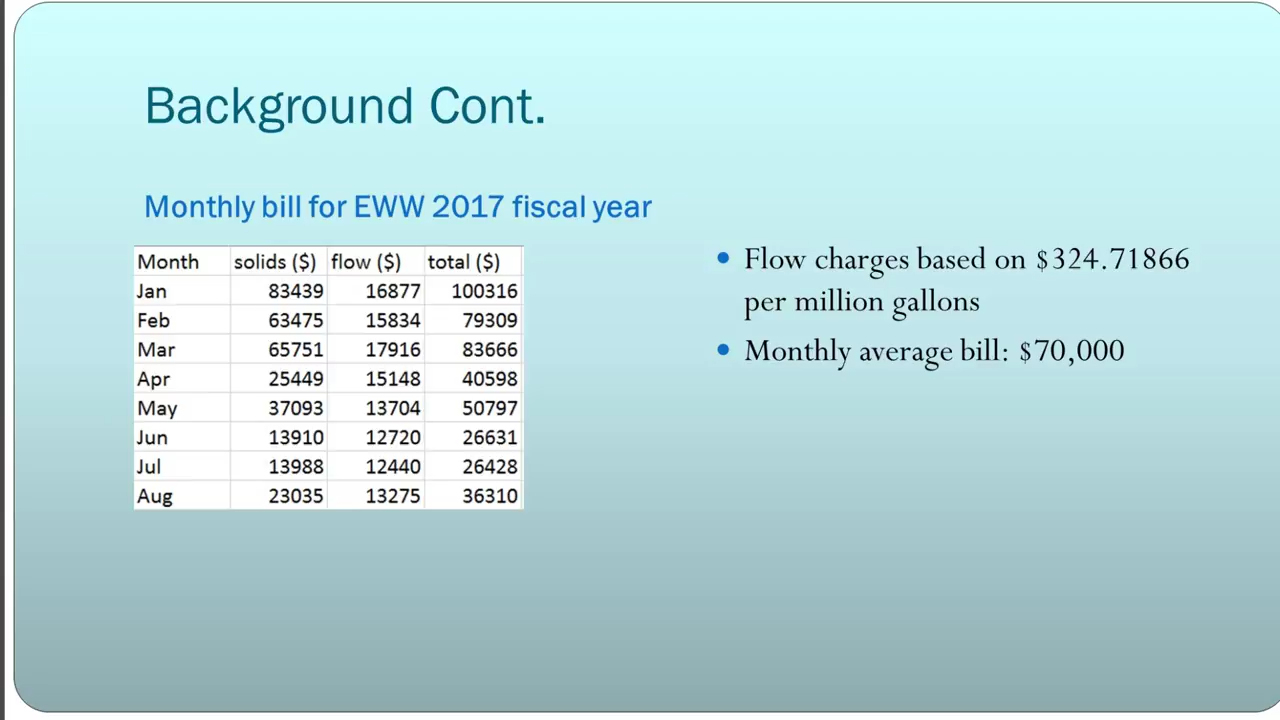 Background Cont.
Monthly bill for EWW 2017 fiscal year
Month solids ($) flow ($) total ($)
Jan 83439 16877 100316
Feb 63475 15834 79309
Mar 65751 17916 83666
Apr 25449 15148 40598
May 37093 13704 50797
Jun 13910 12720 26631
Jul 13988 12440 26428
Aug 23035 13275 36310
• Flow charges based on $324.71866
per million gallons
• Monthly average bill: $70,000